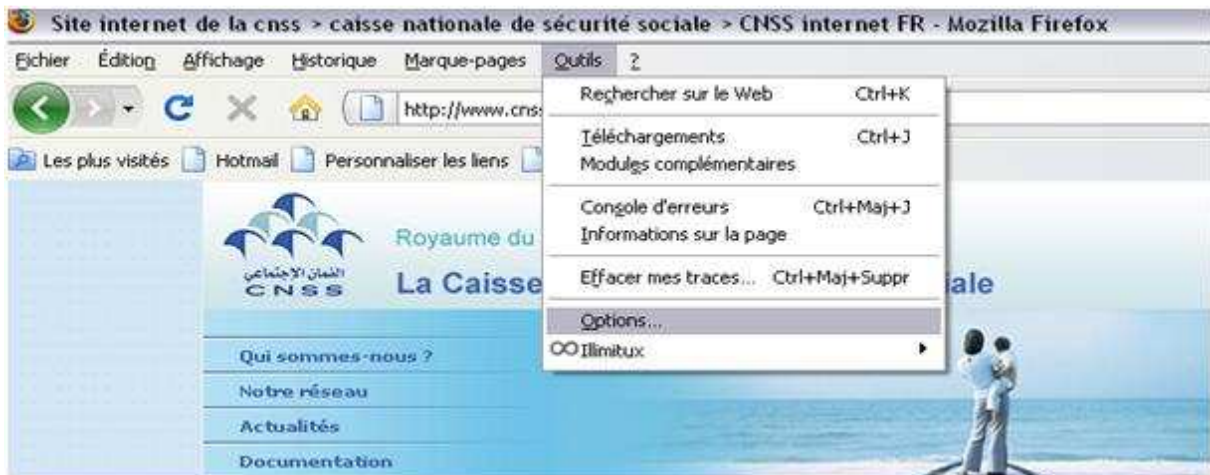 Site internet de la cnss > caisse nationale de sécurité sociale > CNSS internet FR - Mozilla Firefox
Fichier Édition Affichage Historique Marque-pages Outils ?
http://www.cns
Rechercher sur le Web Ctrl+K
Téléchargements Ctrl+J
Modules complémentaires
Console d'erreurs Ctrl+Maj+J
Informations sur la page
Effacer mes traces... Ctrl+Maj+Suppr
Options...
Illimitux
Les plus visités Hotmail Personnaliser les liens
Royaume du
الضمان الإجتماعي
CNSS
La Caisse iale
Qui sommes-nous ?
Notre réseau
Actualités
Documentation